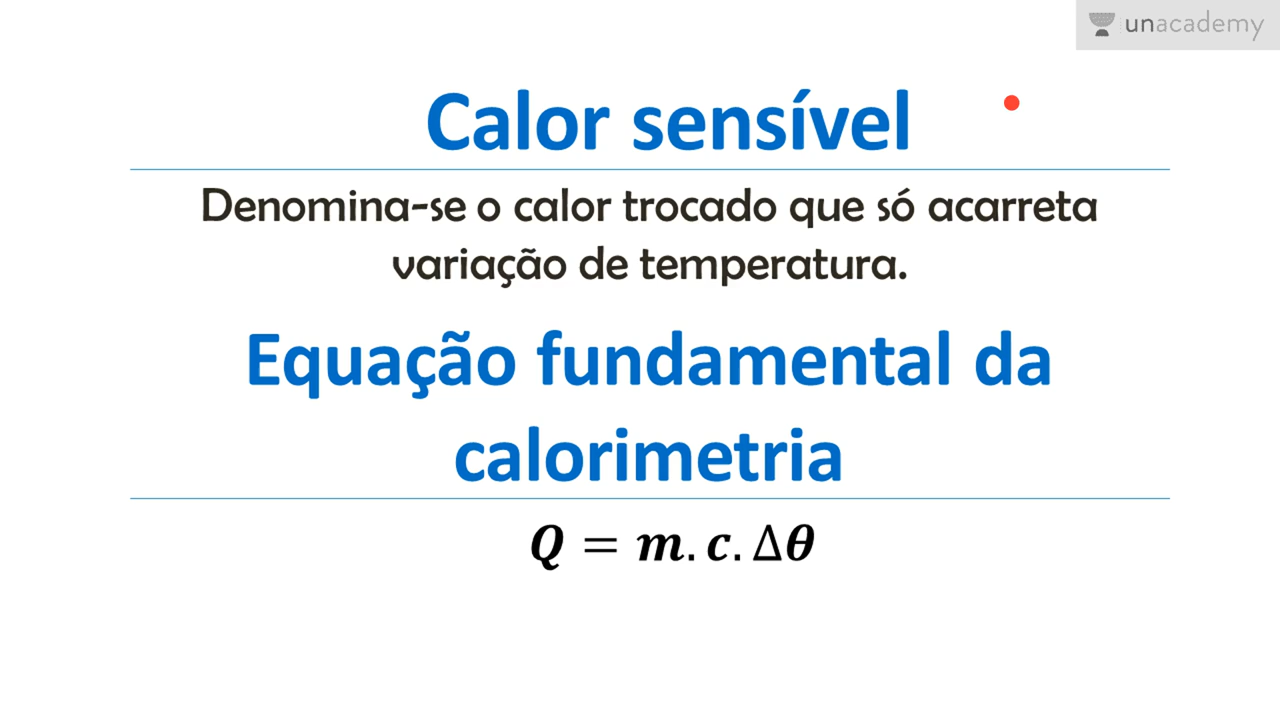 unacademy
Calor sensível
Denomina-se o calor trocado que só acarreta
variação de temperatura.
Equação fundamental da
calorimetria
Q = m. c. Δθ